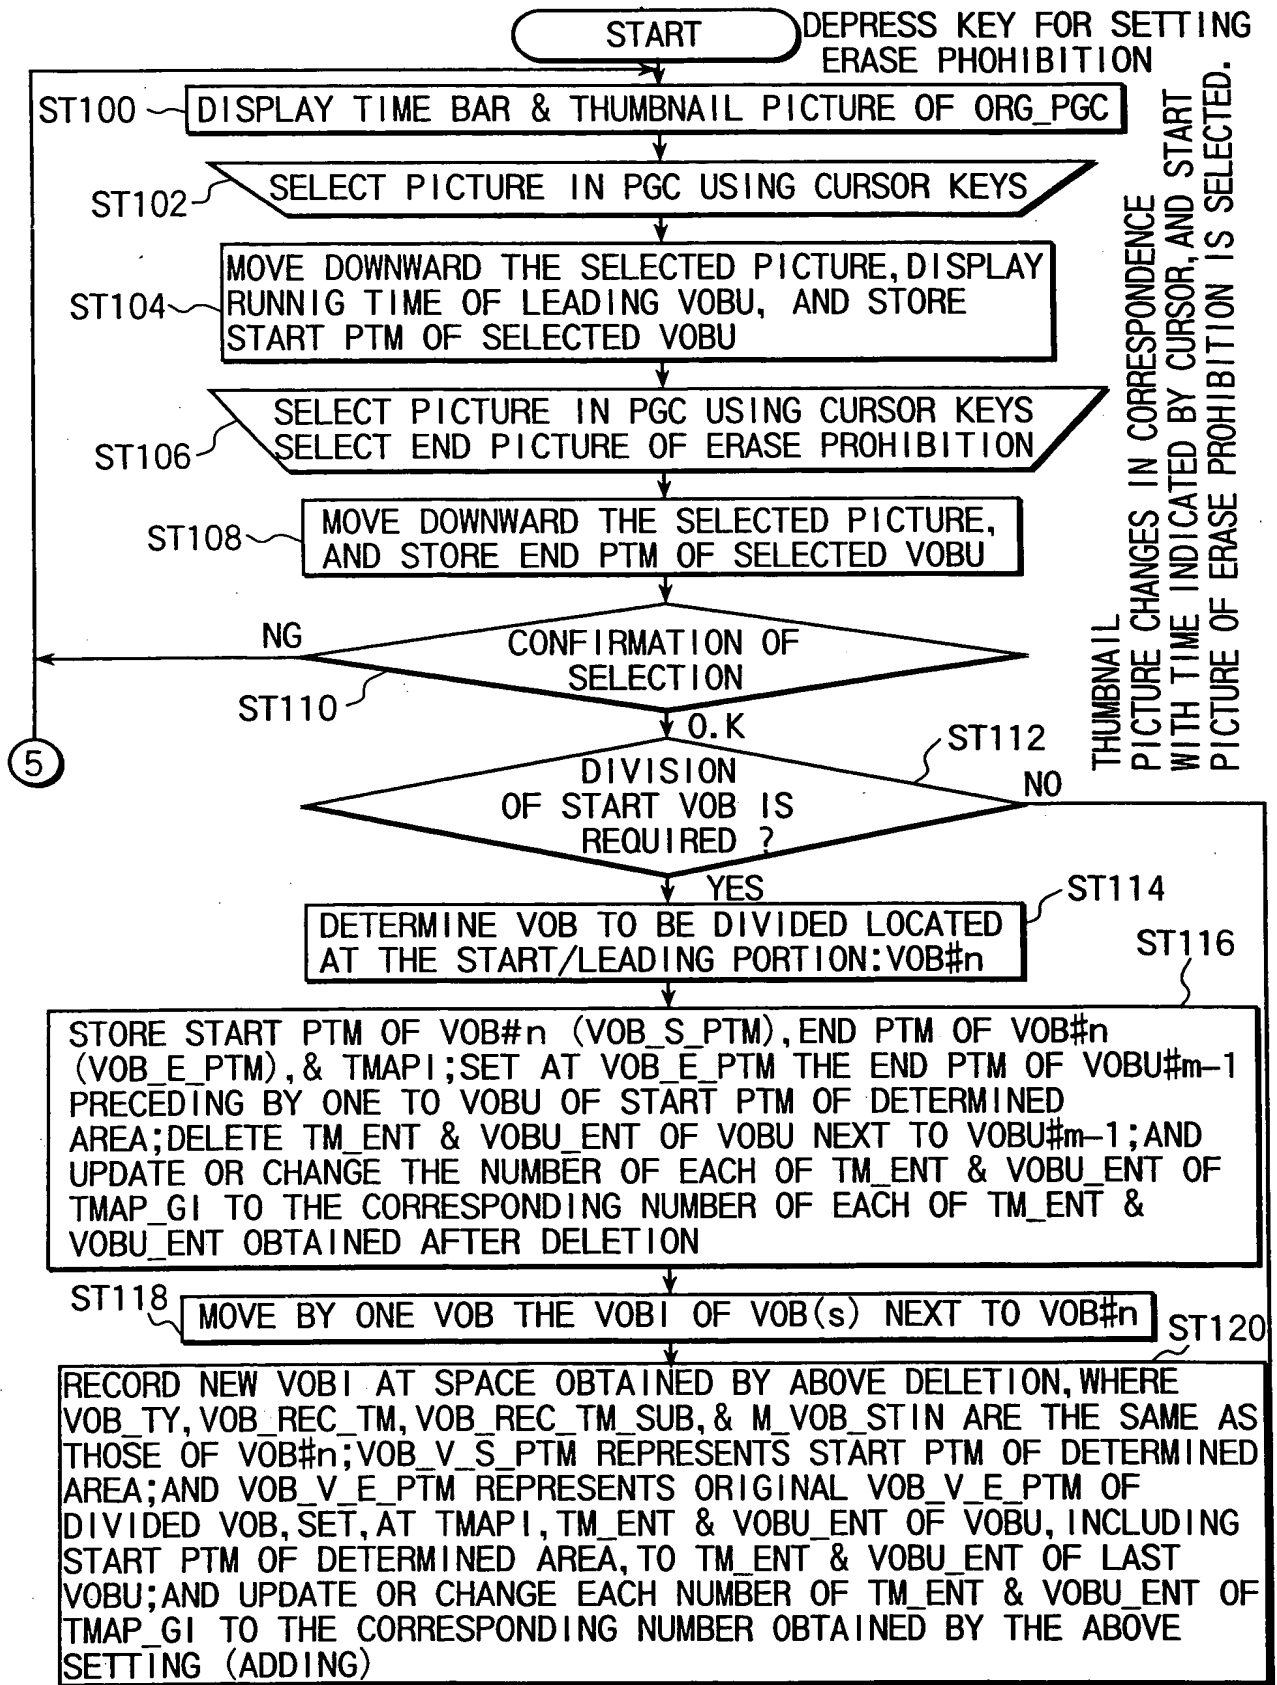 START
DEPRESS KEY FOR SETTING
ERASE PHOHIBITION
ST100
DISPLAY TIME BAR & THUMBNAIL PICTURE OF ORG_PGC
ST102
SELECT PICTURE IN PGC USING CURSOR KEYS
ST104
MOVE DOWNWARD THE SELECTED PICTURE, DISPLAY
RUNNIG TIME OF LEADING VOBU, AND STORE
START PTM OF SELECTED VOBU
ST106
SELECT PICTURE IN PGC USING CURSOR KEYS
SELECT END PICTURE OF ERASE PROHIBITION
THUMBNAIL
PICTURE CHANGES IN CORRESPONDENCE
WITH TIME INDICATED BY CURSOR, AND START
PICTURE OF ERASE PROHIBITION IS SELECTED.
ST108
MOVE DOWNWARD THE SELECTED PICTURE,
AND STORE END PTM OF SELECTED VOBU
NG
CONFIRMATION OF
SELECTION
ST110
O.K
5
ST112
DIVISION
OF START VOB IS
REQUIRED ?
NO
YES
ST114
DETERMINE VOB TO BE DIVIDED LOCATED
AT THE START/LEADING PORTION:VOB#n
ST116
STORE START PTM OF VOB#n (VOB_S_PTM), END PTM OF VOB#n
(VOB_E_PTM), & TMAPI;SET AT VOB_E_PTM THE END PTM OF VOBU#m-1
PRECEDING BY ONE TO VOBU OF START PTM OF DETERMINED
AREA;DELETE TM_ENT & VOBU_ENT OF VOBU NEXT TO VOBU#m-1;AND
UPDATE OR CHANGE THE NUMBER OF EACH OF TM_ENT & VOBU_ENT OF
TMAP_GI TO THE CORRESPONDING NUMBER OF EACH OF TM_ENT &
VOBU_ENT OBTAINED AFTER DELETION
ST118
MOVE BY ONE VOB THE VOBI OF VOB(s) NEXT TO VOB#n
ST120
RECORD NEW VOBI AT SPACE OBTAINED BY ABOVE DELETION, WHERE
VOB_TY, VOB_REC_TM, VOB_REC_TM_SUB, & M_VOB_STIN ARE THE SAME AS
THOSE OF VOB#n;VOB_V_S_PTM REPRESENTS START PTM OF DETERMINED
AREA;AND VOB_V_E_PTM REPRESENTS ORIGINAL VOB_V_E_PTM OF
DIVIDED VOB, SET, AT TMAPI, TM_ENT & VOBU_ENT OF VOBU, INCLUDING
START PTM OF DETERMINED AREA, TO TM_ENT & VOBU_ENT OF LAST
VOBU;AND UPDATE OR CHANGE EACH NUMBER OF TM_ENT & VOBU_ENT OF
TMAP_GI TO THE CORRESPONDING NUMBER OBTAINED BY THE ABOVE
SETTING (ADDING)